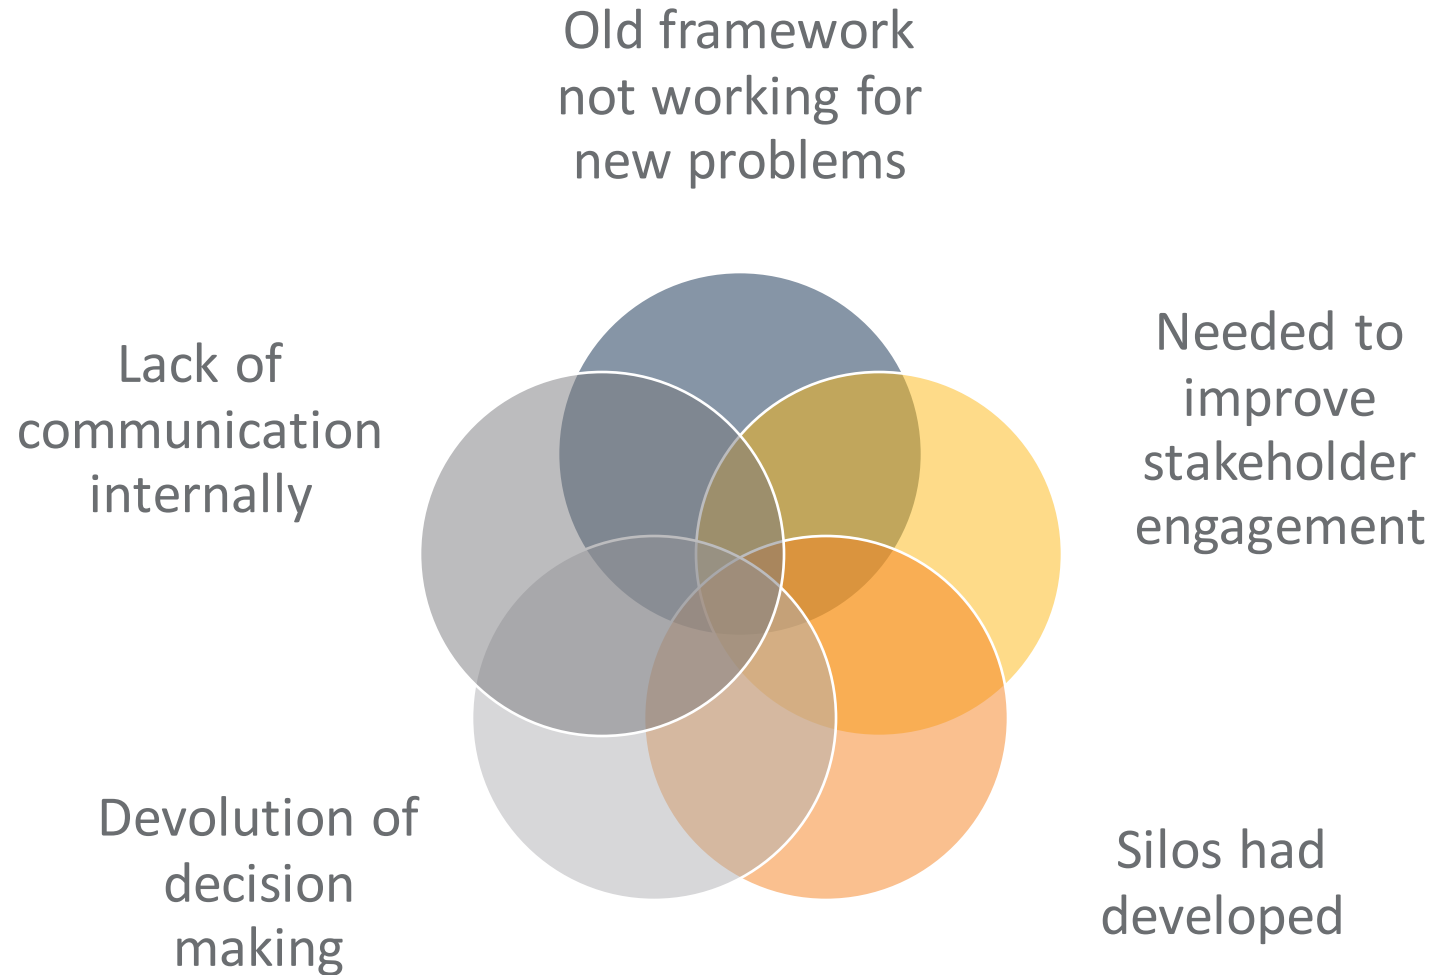 Old framework
not working for
new problems
Needed to
improve
stakeholder
engagement
Silos had
developed
Devolution of
decision
making
Lack of
communication
internally